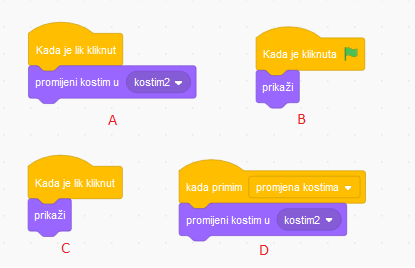 Kada je lik kliknut
promijeni kostim u kostim2
A
Kada je kliknuta
prikaži
B
Kada je lik kliknut
prikaži
C
kada primim promjena kostima
promijeni kostim u kostim2
D